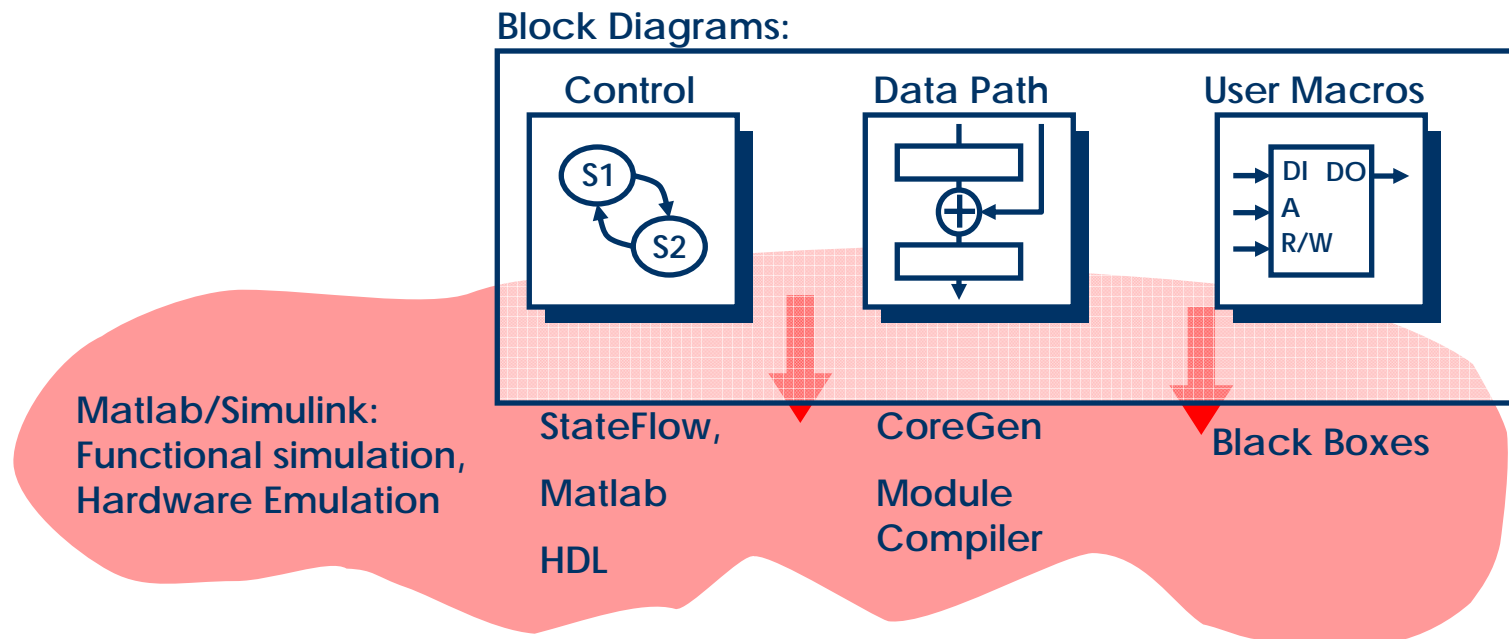 Block Diagrams:
Control
Data Path
User Macros
S1
S2
DI DO
A
R/W
Matlab/Simulink:
Functional simulation,
Hardware Emulation
StateFlow,
Matlab
HDL
CoreGen
Module
Compiler
Black Boxes